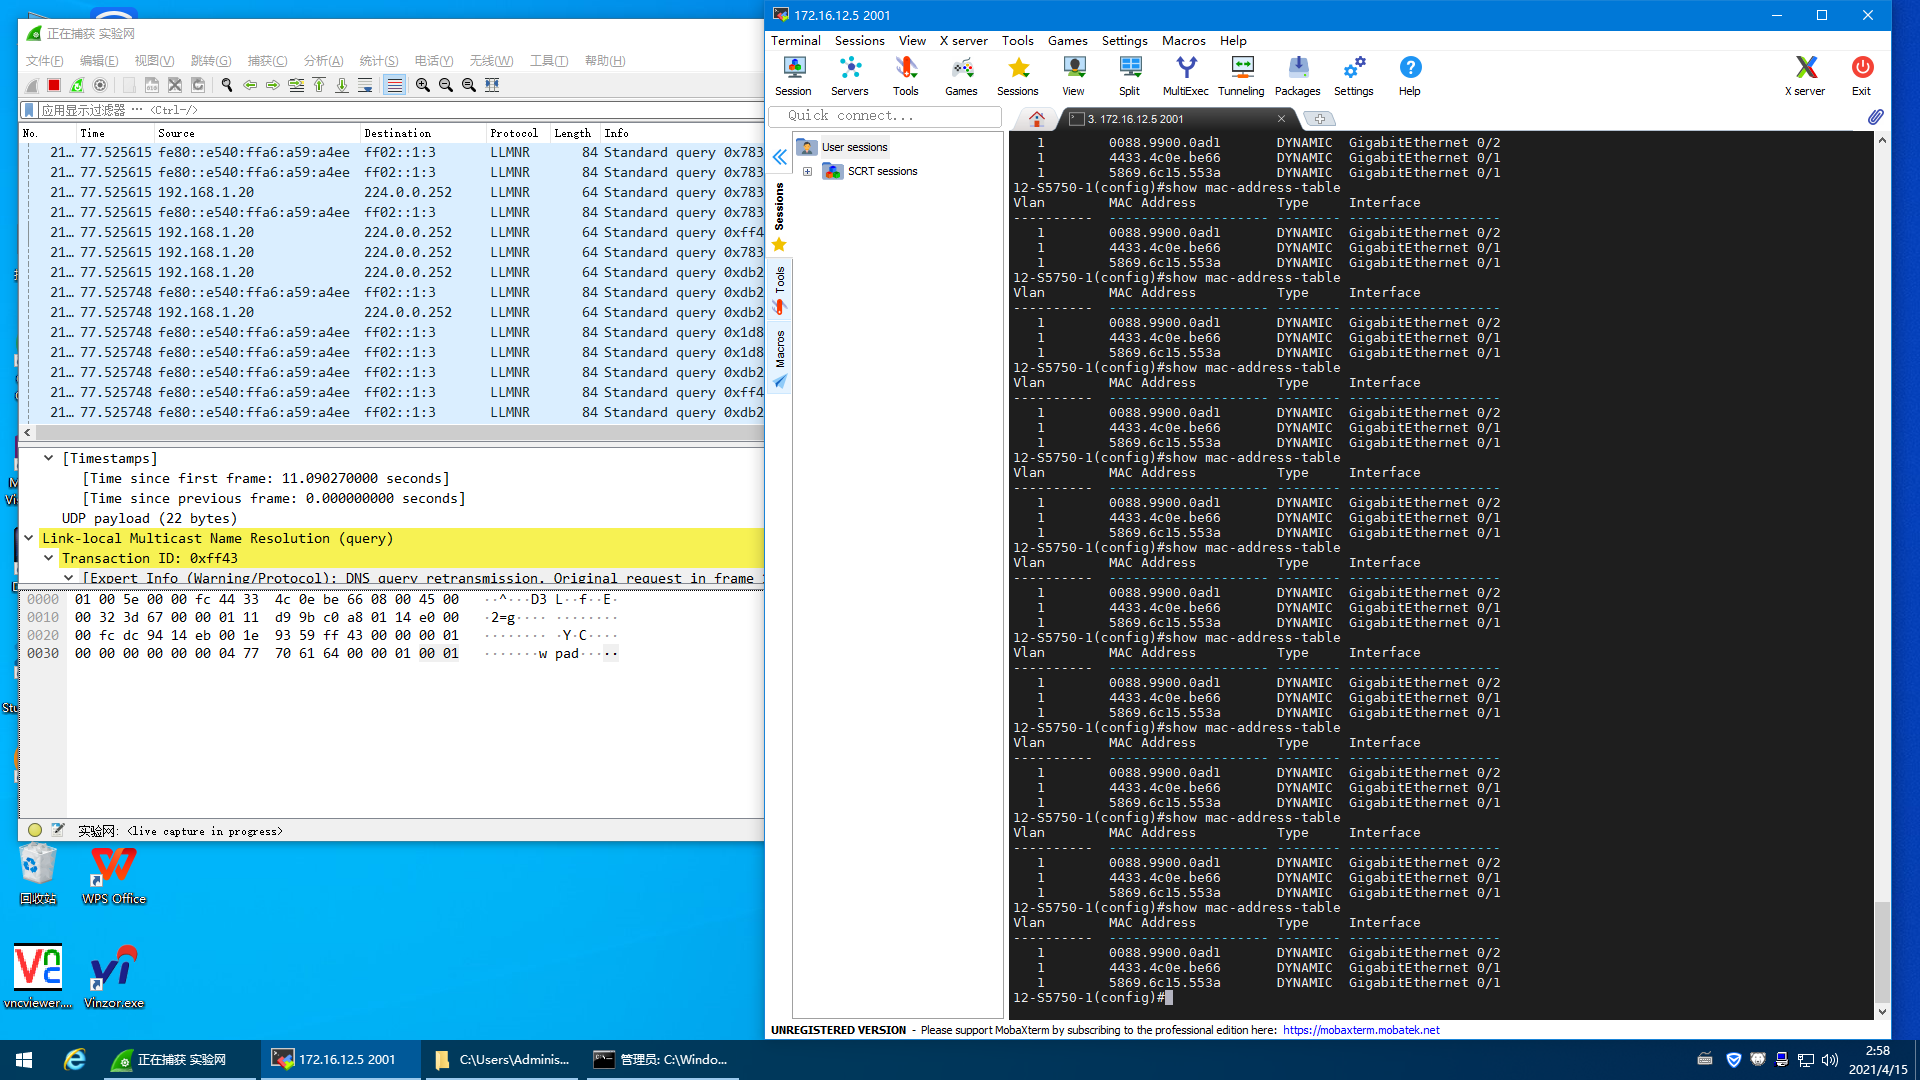 正在捕获 实验网
文件(F) 编辑(E) 视图(V) 跳转(G) 捕获(C) 分析(A) 统计(S) 电话(Y) 无线(W) 工具(T) 帮助(H)
应用显示过滤器 … <Ctrl-/>
No. Time Source Destination Protocol Length Info
21… 77.525615 fe80::e540:ffa6:a59:a4ee ff02::1:3 LLMNR 84 Standard query 0x783
21… 77.525615 fe80::e540:ffa6:a59:a4ee ff02::1:3 LLMNR 84 Standard query 0x783
21… 77.525615 192.168.1.20 224.0.0.252 LLMNR 64 Standard query 0x783
21… 77.525615 fe80::e540:ffa6:a59:a4ee ff02::1:3 LLMNR 84 Standard query 0x783
21… 77.525615 192.168.1.20 224.0.0.252 LLMNR 64 Standard query 0xff4
21… 77.525615 192.168.1.20 224.0.0.252 LLMNR 64 Standard query 0x783
21… 77.525615 192.168.1.20 224.0.0.252 LLMNR 64 Standard query 0xdb2
21… 77.525748 fe80::e540:ffa6:a59:a4ee ff02::1:3 LLMNR 84 Standard query 0xdb2
21… 77.525748 192.168.1.20 224.0.0.252 LLMNR 64 Standard query 0xdb2
21… 77.525748 fe80::e540:ffa6:a59:a4ee ff02::1:3 LLMNR 84 Standard query 0x1d8
21… 77.525748 fe80::e540:ffa6:a59:a4ee ff02::1:3 LLMNR 84 Standard query 0x1d8
21… 77.525748 fe80::e540:ffa6:a59:a4ee ff02::1:3 LLMNR 84 Standard query 0xdb2
21… 77.525748 fe80::e540:ffa6:a59:a4ee ff02::1:3 LLMNR 84 Standard query 0xff4
21… 77.525748 fe80::e540:ffa6:a59:a4ee ff02::1:3 LLMNR 84 Standard query 0xdb2
[Timestamps]
[Time since first frame: 11.090270000 seconds]
[Time since previous frame: 0.000000000 seconds]
UDP payload (22 bytes)
Link-local Multicast Name Resolution (query)
Transaction ID: 0xff43
[Expert Info (Warning/Protocol): DNS query retransmission. Original request in frame
0000 01 00 5e 00 00 fc 44 33 4c 0e be 66 08 00 45 00 ··^···D3 L··f··E·
0010 00 32 3d 67 00 00 01 11 d9 9b c0 a8 01 14 e0 00 ·2=g···· ········
0020 00 fc dc 94 14 eb 00 1e 93 59 ff 43 00 00 00 01 ········ ·Y·C····
0030 00 00 00 00 00 00 04 77 70 61 64 00 00 01 00 01 ·······w pad·····
实验网: <live capture in progress>
回收站
WPS Office
vncviewer....
Vinzor.exe
172.16.12.5 2001
Terminal Sessions View X server Tools Games Settings Macros Help
Session Servers Tools Games Sessions View Split MultiExec Tunneling Packages Settings Help X server Exit
Quick connect...
3. 172.16.12.5 2001
User sessions
SCRT sessions
Sessions
Tools
Macros
1 0088.9900.0ad1 DYNAMIC GigabitEthernet 0/2
1 4433.4c0e.be66 DYNAMIC GigabitEthernet 0/1
1 5869.6c15.553a DYNAMIC GigabitEthernet 0/1
12-S5750-1(config)#show mac-address-table
Vlan MAC Address Type Interface
---------- -------------------- -------- -------------------
1 0088.9900.0ad1 DYNAMIC GigabitEthernet 0/2
1 4433.4c0e.be66 DYNAMIC GigabitEthernet 0/1
1 5869.6c15.553a DYNAMIC GigabitEthernet 0/1
12-S5750-1(config)#show mac-address-table
Vlan MAC Address Type Interface
---------- -------------------- -------- -------------------
1 0088.9900.0ad1 DYNAMIC GigabitEthernet 0/2
1 4433.4c0e.be66 DYNAMIC GigabitEthernet 0/1
1 5869.6c15.553a DYNAMIC GigabitEthernet 0/1
12-S5750-1(config)#show mac-address-table
Vlan MAC Address Type Interface
---------- -------------------- -------- -------------------
1 0088.9900.0ad1 DYNAMIC GigabitEthernet 0/2
1 4433.4c0e.be66 DYNAMIC GigabitEthernet 0/1
1 5869.6c15.553a DYNAMIC GigabitEthernet 0/1
12-S5750-1(config)#show mac-address-table
Vlan MAC Address Type Interface
---------- -------------------- -------- -------------------
1 0088.9900.0ad1 DYNAMIC GigabitEthernet 0/2
1 4433.4c0e.be66 DYNAMIC GigabitEthernet 0/1
1 5869.6c15.553a DYNAMIC GigabitEthernet 0/1
12-S5750-1(config)#show mac-address-table
Vlan MAC Address Type Interface
---------- -------------------- -------- -------------------
1 0088.9900.0ad1 DYNAMIC GigabitEthernet 0/2
1 4433.4c0e.be66 DYNAMIC GigabitEthernet 0/1
1 5869.6c15.553a DYNAMIC GigabitEthernet 0/1
12-S5750-1(config)#show mac-address-table
Vlan MAC Address Type Interface
---------- -------------------- -------- -------------------
1 0088.9900.0ad1 DYNAMIC GigabitEthernet 0/2
1 4433.4c0e.be66 DYNAMIC GigabitEthernet 0/1
1 5869.6c15.553a DYNAMIC GigabitEthernet 0/1
12-S5750-1(config)#show mac-address-table
Vlan MAC Address Type Interface
---------- -------------------- -------- -------------------
1 0088.9900.0ad1 DYNAMIC GigabitEthernet 0/2
1 4433.4c0e.be66 DYNAMIC GigabitEthernet 0/1
1 5869.6c15.553a DYNAMIC GigabitEthernet 0/1
12-S5750-1(config)#show mac-address-table
Vlan MAC Address Type Interface
---------- -------------------- -------- -------------------
1 0088.9900.0ad1 DYNAMIC GigabitEthernet 0/2
1 4433.4c0e.be66 DYNAMIC GigabitEthernet 0/1
1 5869.6c15.553a DYNAMIC GigabitEthernet 0/1
12-S5750-1(config)#show mac-address-table
Vlan MAC Address Type Interface
---------- -------------------- -------- -------------------
1 0088.9900.0ad1 DYNAMIC GigabitEthernet 0/2
1 4433.4c0e.be66 DYNAMIC GigabitEthernet 0/1
1 5869.6c15.553a DYNAMIC GigabitEthernet 0/1
12-S5750-1(config)#
UNREGISTERED VERSION - Please support MobaXterm by subscribing to the professional edition here: https://mobaxterm.mobatek.net
正在捕获 实验网
172.16.12.5 2001
C:\Users\Adminis...
管理员: C:\Windo...
2:58
2021/4/15